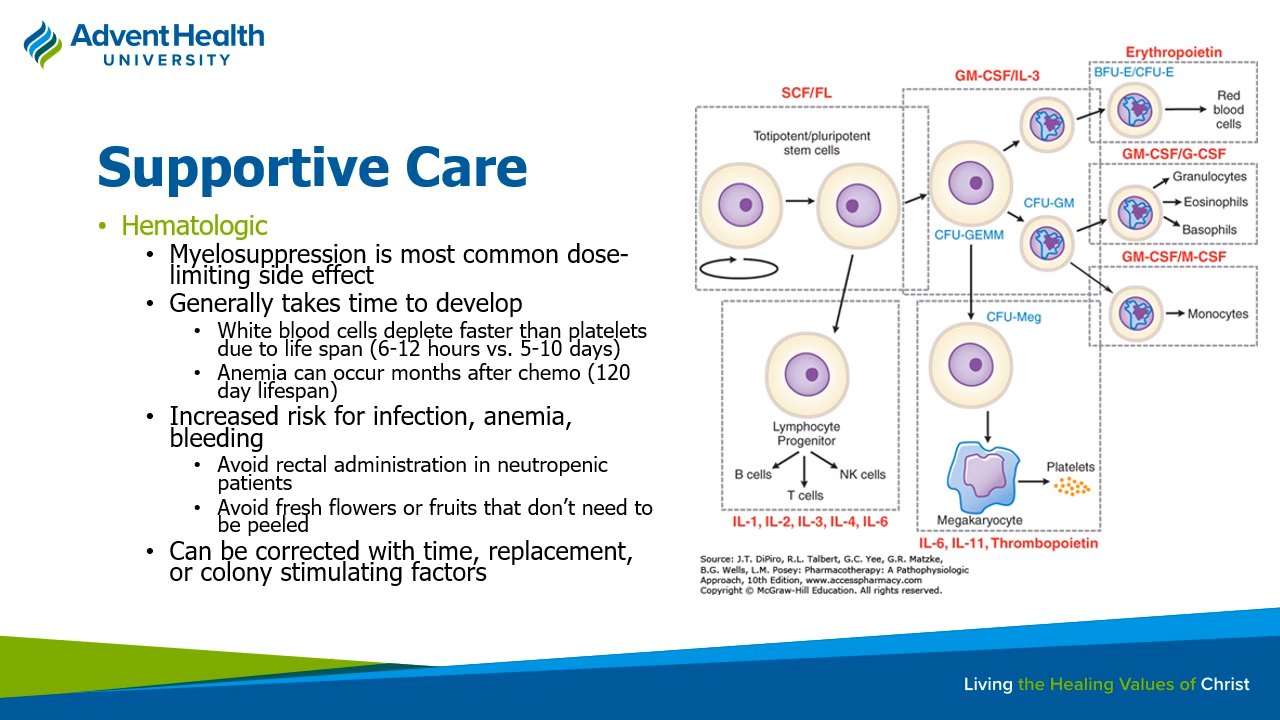 Advent Health
UNIVERSITY
Supportive Care
• Hematologic
• Myelosuppression is most common dose-
limiting side effect
• Generally takes time to develop
• White blood cells deplete faster than platelets
due to life span (6-12 hours vs. 5-10 days)
• Anemia can occur months after chemo (120
day lifespan)
• Increased risk for infection, anemia,
bleeding
• Avoid rectal administration in neutropenic
patients
• Avoid fresh flowers or fruits that don’t need to
be peeled
• Can be corrected with time, replacement,
or colony stimulating factors
SCF/FL
Totipotent/pluripotent
stem cells
GM-CSF/IL-3
CFU-GEMM
CFU-GM
Erythropoietin
BFU-E/CFU-E
Red
blood
cells
GM-CSF/G-CSF
Granulocytes
Eosinophils
Basophils
GM-CSF/M-CSF
Monocytes
Lymphocyte
Progenitor
B cells
T cells
NK cells
IL-1, IL-2, IL-3, IL-4, IL-6
CFU-Meg
Platelets
Megakaryocyte
IL-6, IL-11, Thrombopoietin
Source: J.T. DiPiro, R.L. Talbert, G.C. Yee, G.R. Matzke,
B.G. Wells, L.M. Posey: Pharmacotherapy: A Pathophysiologic
Approach, 10th Edition, www.accesspharmacy.com
Copyright © McGraw-Hill Education. All rights reserved.
Living the Healing Values of Christ